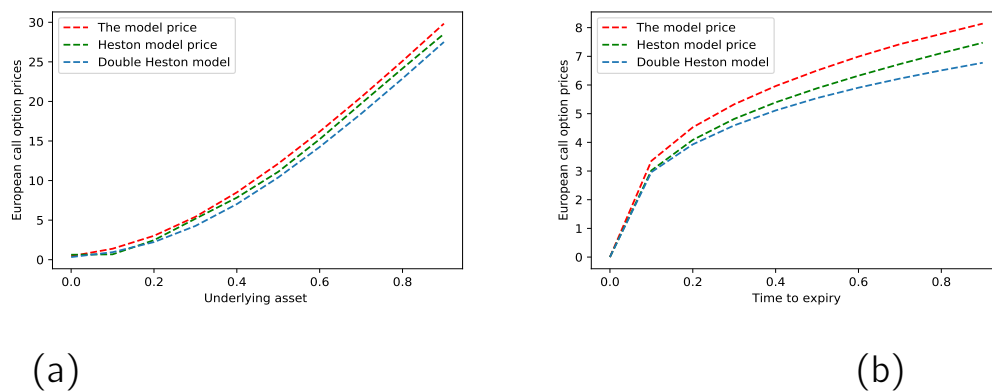 30
25
20
15
10
5
0
European call option prices
The model price
Heston model price
Double Heston model
0.0 0.2 0.4 0.6 0.8
Underlying asset
(a)
8
7
6
5
4
3
2
1
0
European call option prices
The model price
Heston model price
Double Heston model
0.0 0.2 0.4 0.6 0.8
Time to expiry
(b)